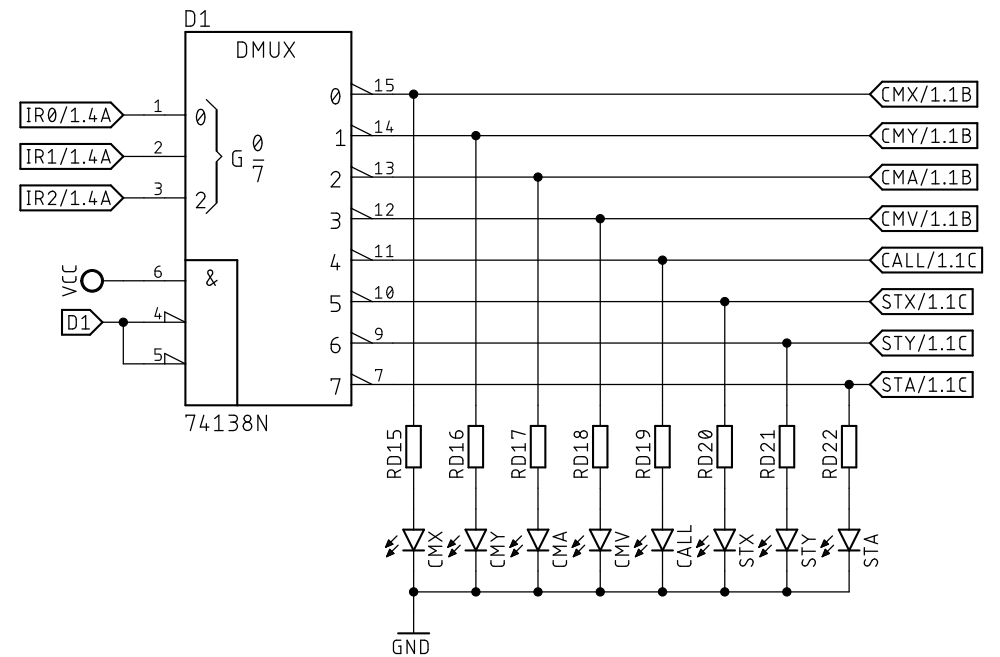 D1
DMUX
0 15 CMX/1.1B
IR0/1.4A 1 0
1 14 CMY/1.1B
IR1/1.4A 2 G 0/7
2 13 CMA/1.1B
IR2/1.4A 3 2
3 12 CMV/1.1B
4 11 CALL/1.1C
VCC 6 &
5 10 STX/1.1C
D1 4
6 9 STY/1.1C
5
7 7 STA/1.1C
74138N
RD15 RD16 RD17 RD18 RD19 RD20 RD21 RD22
CMX CMY CMA CMV CALL STX STY STA
GND